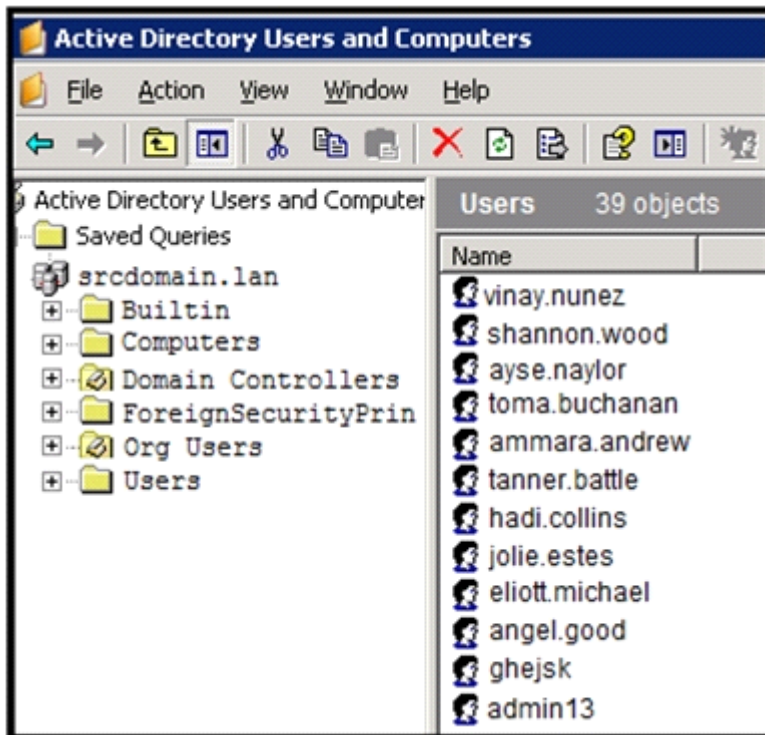 Active Directory Users and Computers
File Action View Window Help
Active Directory Users and Computer
Saved Queries
srcdomain.lan
Builtin
Computers
Domain Controllers
ForeignSecurityPrin
Org Users
Users
Users 39 objects
Name
vinay.nunez
shannon.wood
ayse.naylor
toma.buchanan
ammara.andrew
tanner.battle
hadi.collins
jolie.estes
eliott.michael
angel.good
ghejsk
admin13